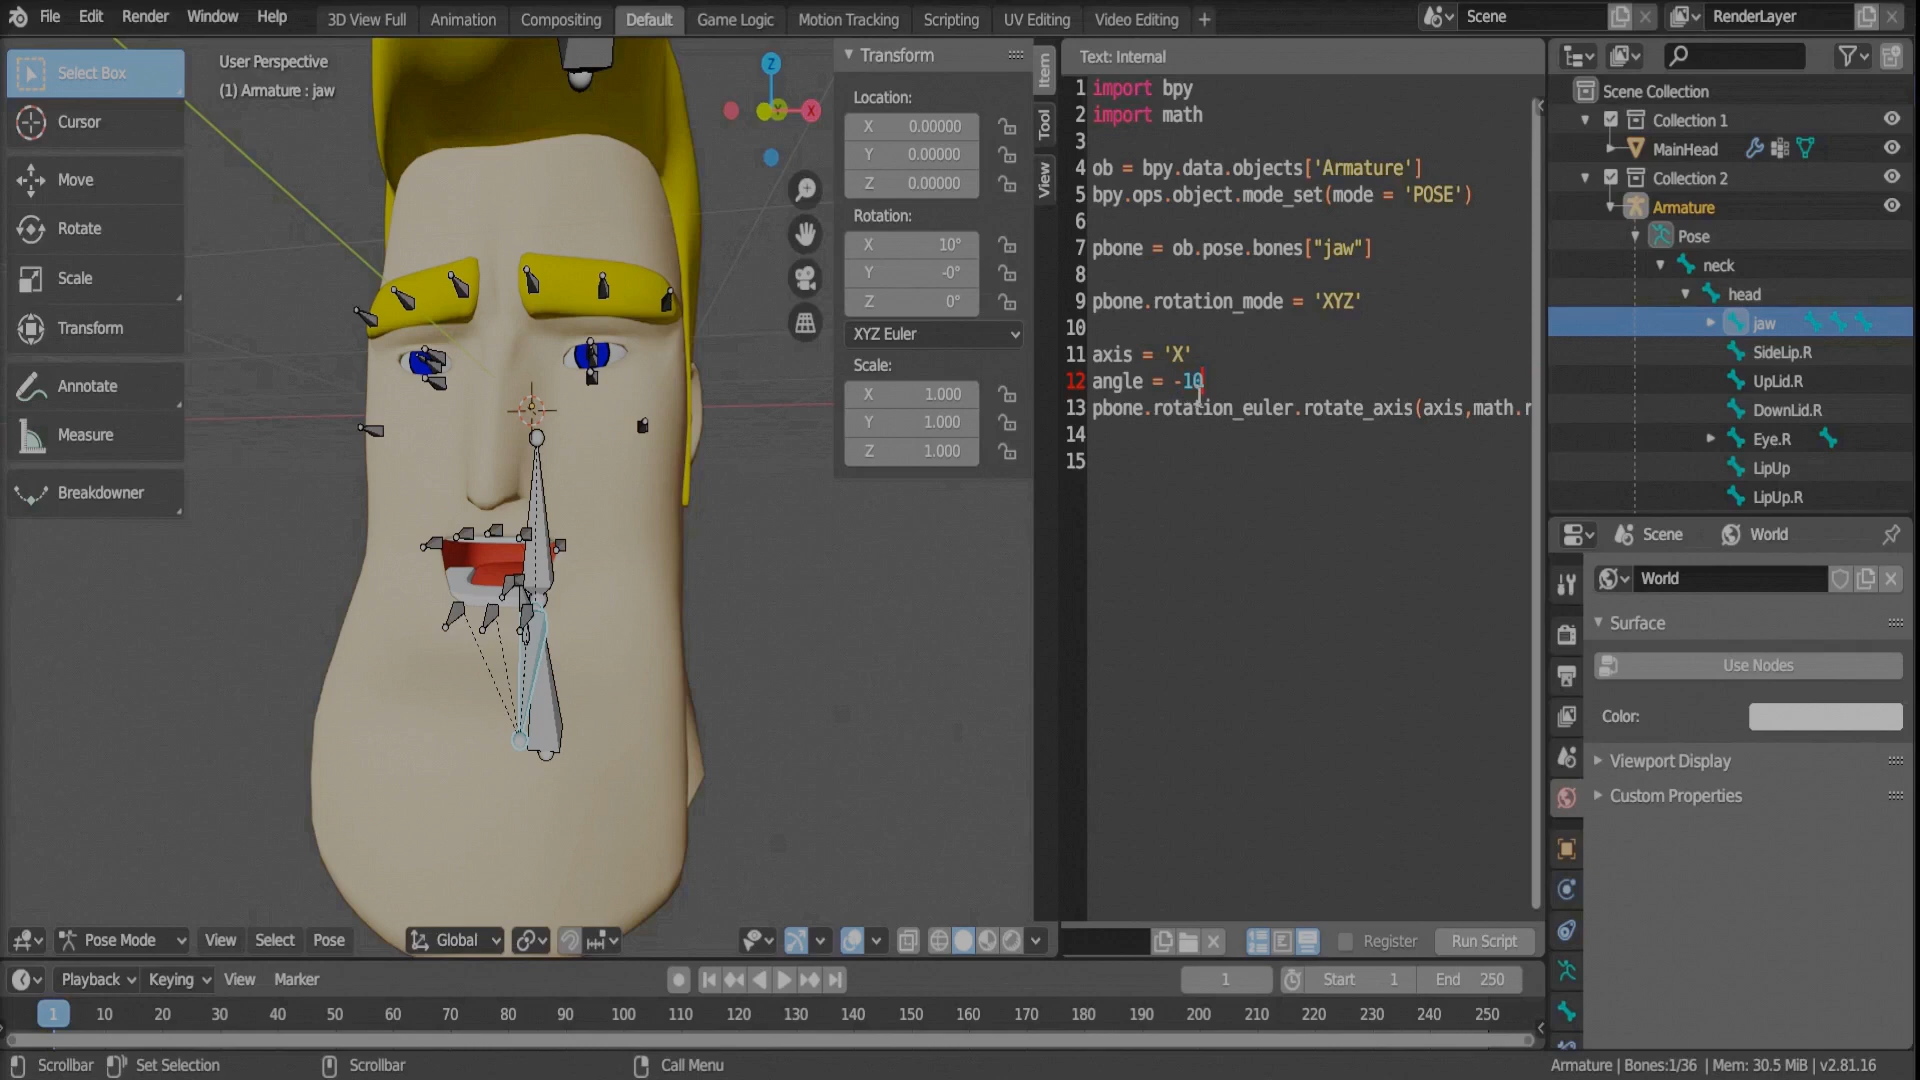 File Edit Render Window Help 3D View Full Animation Compositing Default Game Logic Motion Tracking Scripting UV Editing Video Editing + Scene RenderLayer
Select Box
Cursor
Move
Rotate
Scale
Transform
Annotate
Measure
Breakdowner
User Perspective
(1) Armature : jaw
Z
X
Y
Transform
Location:
X 0.00000
Y 0.00000
Z 0.00000
Rotation:
X 10°
Y -0°
Z 0°
XYZ Euler
Scale:
X 1.000
Y 1.000
Z 1.000
Item
Tool
View
Text: Internal
1 import bpy
2 import math
3
4 ob = bpy.data.objects['Armature']
5 bpy.ops.object.mode_set(mode = 'POSE')
6
7 pbone = ob.pose.bones["jaw"]
8
9 pbone.rotation_mode = 'XYZ'
10
11 axis = 'X'
12 angle = -10
13 pbone.rotation_euler.rotate_axis(axis,math.r
14
15
Scene Collection
Collection 1
MainHead
Collection 2
Armature
Pose
neck
head
jaw
SideLip.R
UpLid.R
DownLid.R
Eye.R
LipUp
LipUp.R
Scene World
World
Surface
Use Nodes
Color:
Viewport Display
Custom Properties
Pose Mode View Select Pose Global
Register Run Script
Playback Keying View Marker 1 Start 1 End 250
1 10 20 30 40 50 60 70 80 90 100 110 120 130 140 150 160 170 180 190 200 210 220 230 240 250
Scrollbar Set Selection Scrollbar Call Menu Armature | Bones:1/36 | Mem: 30.5 MiB | v2.81.16